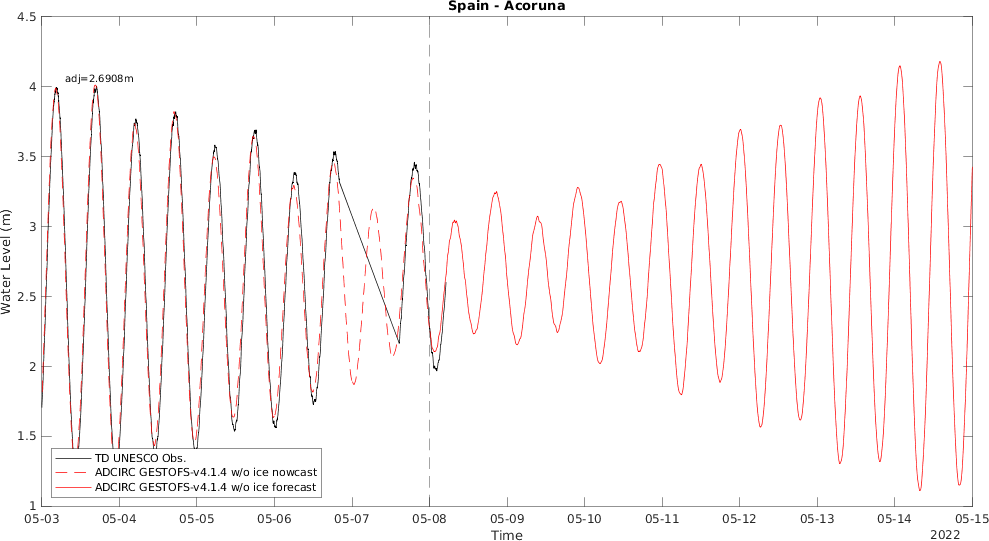 Spain - Acoruna
adj=2.6908m
4.5
4
3.5
3
2.5
2
1.5
1
Water Level (m)
TD UNESCO Obs.
ADCIRC GESTOFS-v4.1.4 w/o ice nowcast
ADCIRC GESTOFS-v4.1.4 w/o ice forecast
05-03 05-04 05-05 05-06 05-07 05-08 05-09 05-10 05-11 05-12 05-13 05-14 05-15
Time
2022